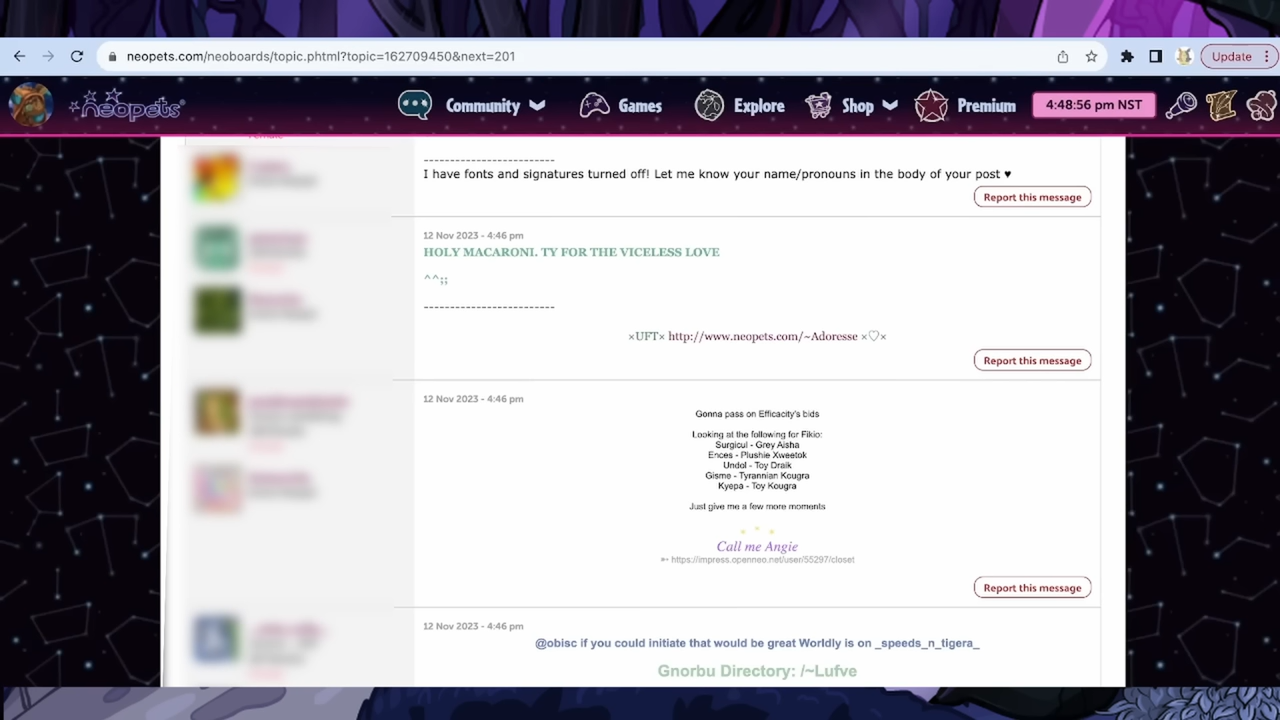 neopets.com/neoboards/topic.phtml?topic=162709450&next=201
Update
neopets
Community
Games
Explore
Shop
Premium
4:48:56 pm NST
-------------------------
I have fonts and signatures turned off! Let me know your name/pronouns in the body of your post ♥
Report this message
12 Nov 2023 - 4:46 pm
HOLY MACARONI. TY FOR THE VICELESS LOVE
^^;;
-------------------------
×UFT× http://www.neopets.com/~Adoresse ×♡×
Report this message
12 Nov 2023 - 4:46 pm
Gonna pass on Efficacity's bids
Looking at the following for Fikio:
Surgicul - Grey Aisha
Ences - Plushie Xweetok
Undol - Toy Draik
Gisme - Tyrannian Kougra
Kyepa - Toy Kougra
Just give me a few more moments
Call me Angie
➵ https://impress.openneo.net/user/55297/closet
Report this message
12 Nov 2023 - 4:46 pm
@obisc if you could initiate that would be great Worldly is on _speeds_n_tigera_
Gnorbu Directory: /~Lufve